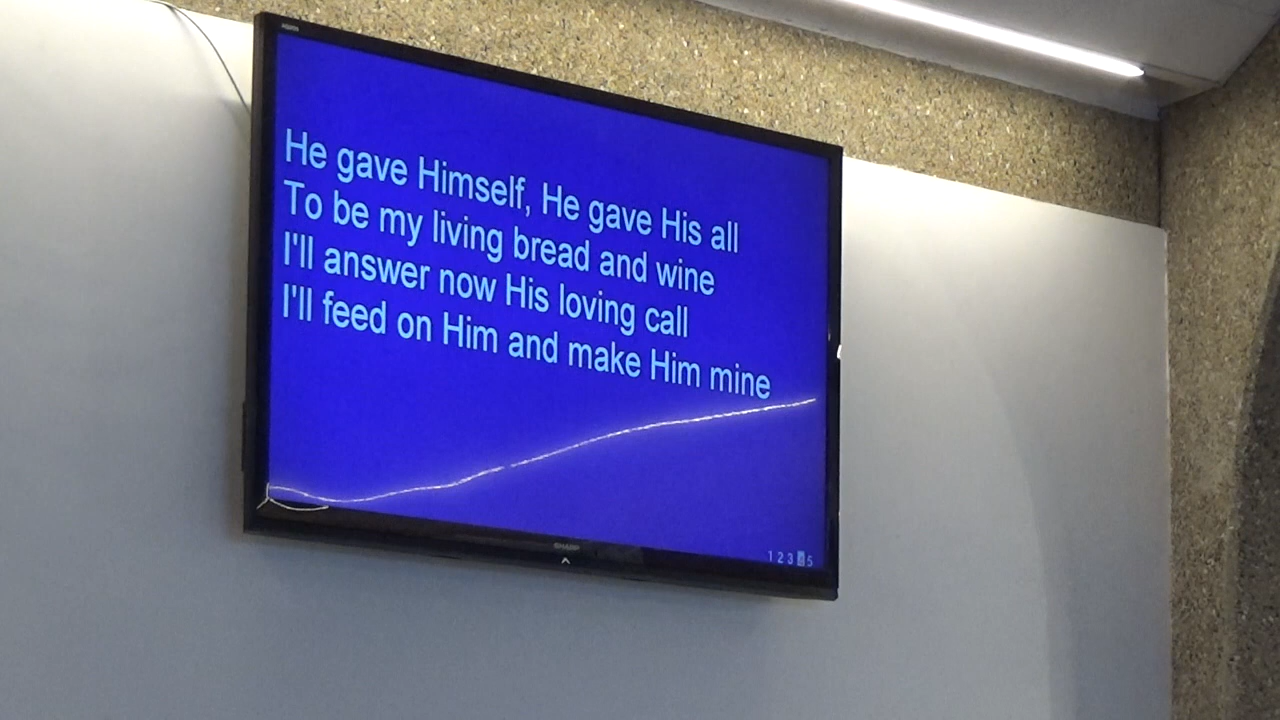 He gave Himself, He gave His all
To be my living bread and wine
I'll answer now His loving call
I'll feed on Him and make Him mine
1 2 3 4 5
SHARP